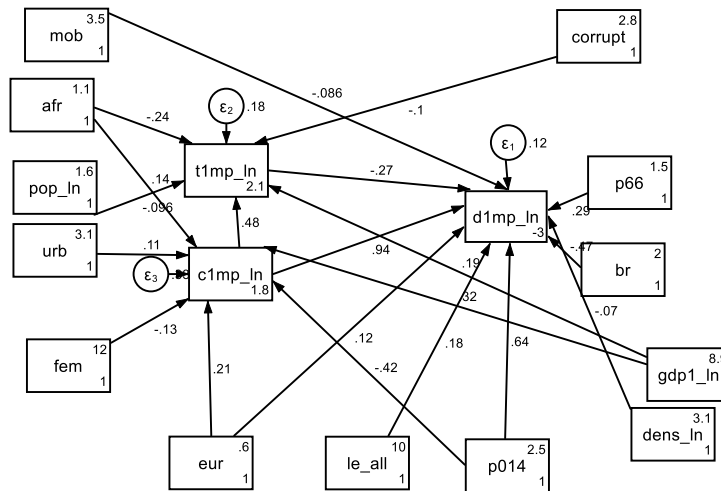 mob
3.5
1
corrupt
2.8
1
afr
1.1
1
-.086
-.1
-.24
ε2
.18
ε1
.12
t1mp_ln
2.1
-.27
pop_ln
1.6
1
.14
-.096
p66
1.5
1
.29
d1mp_ln
-3
urb
3.1
1
.11
.48
ε3
c1mp_ln
1.8
.94
.19
-.47
br
2
1
.32
-.07
fem
12
1
-.13
.12
.18
.64
.21
-.42
gdp1_ln
8.9
1
dens_ln
3.1
1
eur
.6
1
le_all
10
1
p014
2.5
1